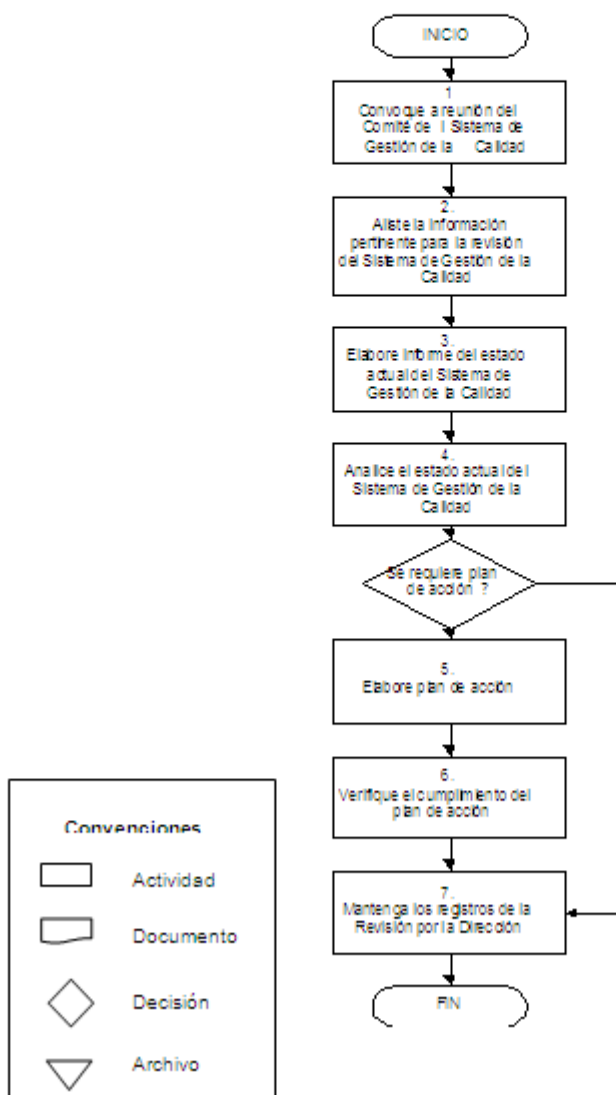 INICIO
1
Convoque a reunión del
Comité de l Sistema de
Gestión de la Calidad
2.
Aliste la información
pertinente para la revisión
del Sistema de Gestión de la
Calidad
3.
Elabore informe del estado
actual del Sistema de
Gestión de la Calidad
4.
Analice el estado actual del
Sistema de Gestión de la
Calidad
Se requiere plan
de acción ?
5.
Elabore plan de acción
6.
Verifique el cumplimiento del
plan de acción
7.
Mantenga los registros de la
Revisión por la Dirección
FIN
Convenciones
Actividad
Documento
Decisión
Archivo